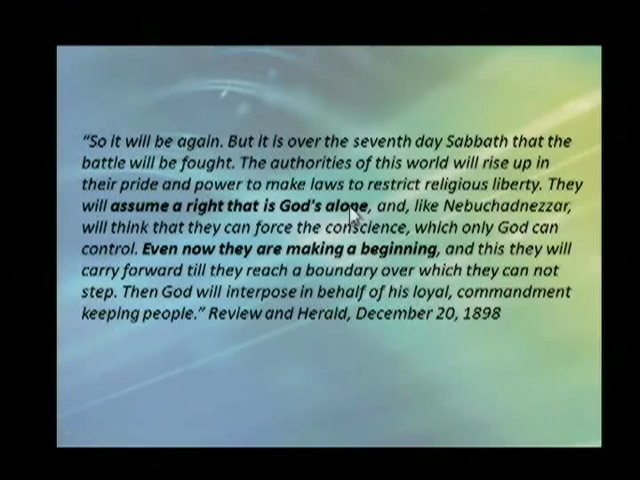 “So it will be again. But it is over the seventh day Sabbath that the
battle will be fought. The authorities of this world will rise up in
their pride and power to make laws to restrict religious liberty. They
will assume a right that is God's alone, and, like Nebuchadnezzar,
will think that they can force the conscience, which only God can
control. Even now they are making a beginning, and this they will
carry forward till they reach a boundary over which they can not
step. Then God will interpose in behalf of his loyal, commandment
keeping people.” Review and Herald, December 20, 1898